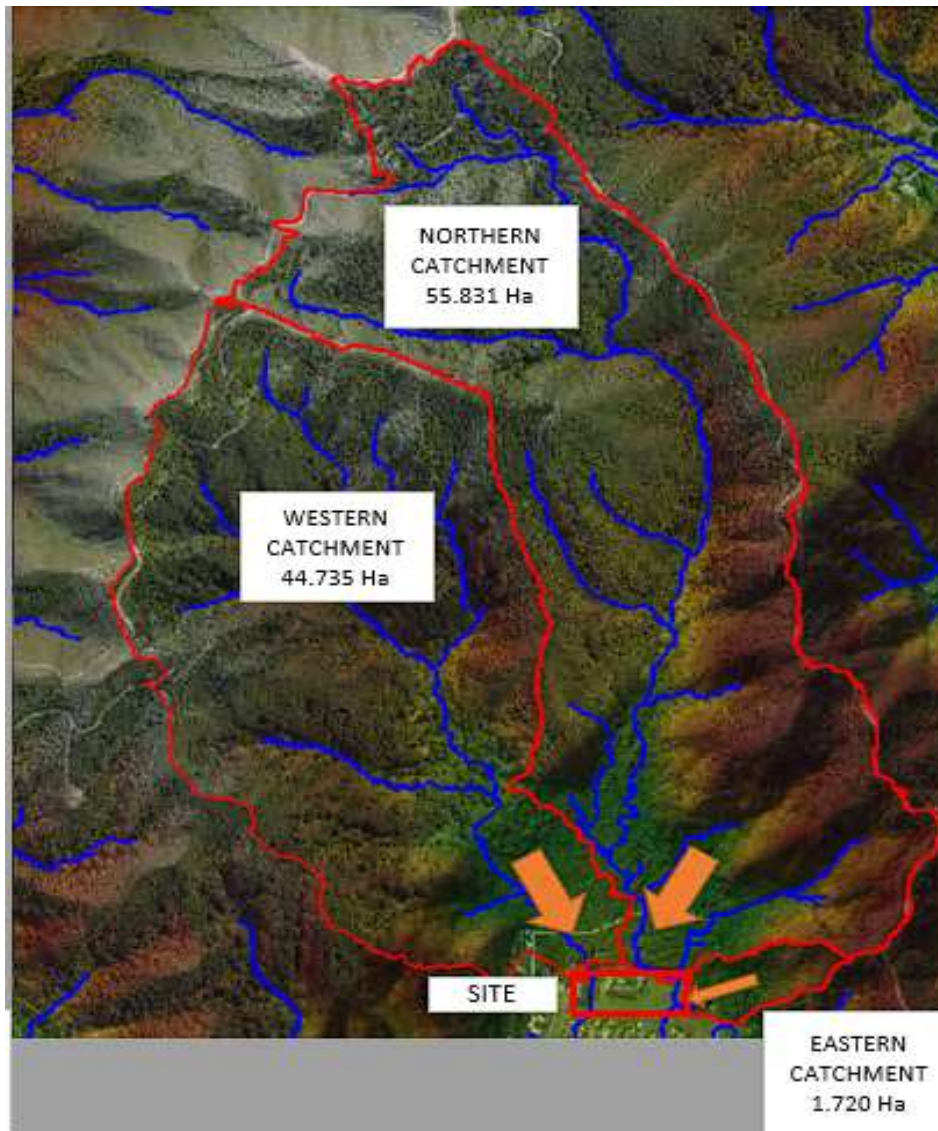 NORTHERN
CATCHMENT
55.831 Ha
WESTERN
CATCHMENT
44.735 Ha
SITE
EASTERN
CATCHMENT
1.720 Ha